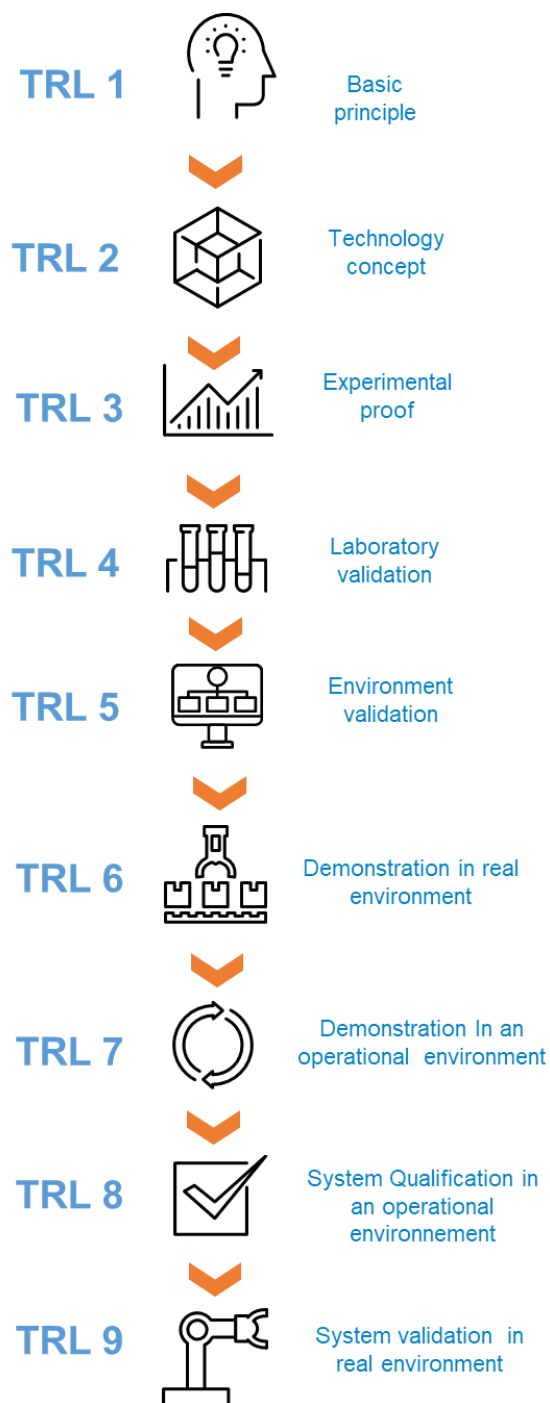 TRL 1
Basic
principle
TRL 2
Technology
concept
TRL 3
Experimental
proof
TRL 4
Laboratory
validation
TRL 5
Environment
validation
TRL 6
Demonstration in real
environment
TRL 7
Demonstration In an
operational environment
TRL 8
System Qualification in
an operational
environnement
TRL 9
System validation in
real environment